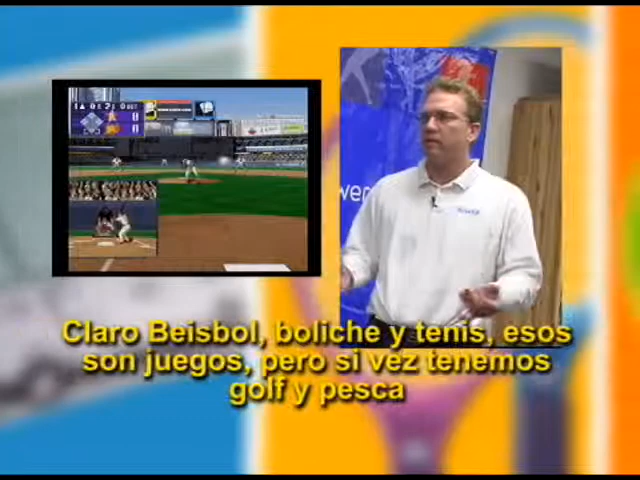 Claro Beisbol, boliche y tenis, esos
son juegos, pero si vez tenemos
golf y pesca